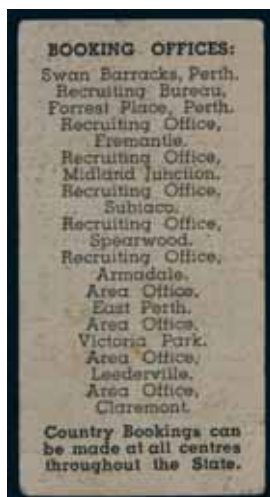 BOOKING OFFICES:
Swan Barracks, Perth.
Recruiting Bureau,
Forrest Place, Perth.
Recruiting Office,
Fremantle.
Recruiting Office,
Midland Junction.
Recruiting Office,
Subiaco.
Recruiting Office,
Spearwood.
Recruiting Office,
Armadale.
Area Office,
East Perth.
Area Office,
Victoria Park.
Area Office,
Leederville.
Area Office,
Claremont.
Country Bookings can
be made at all centres
throughout the State.